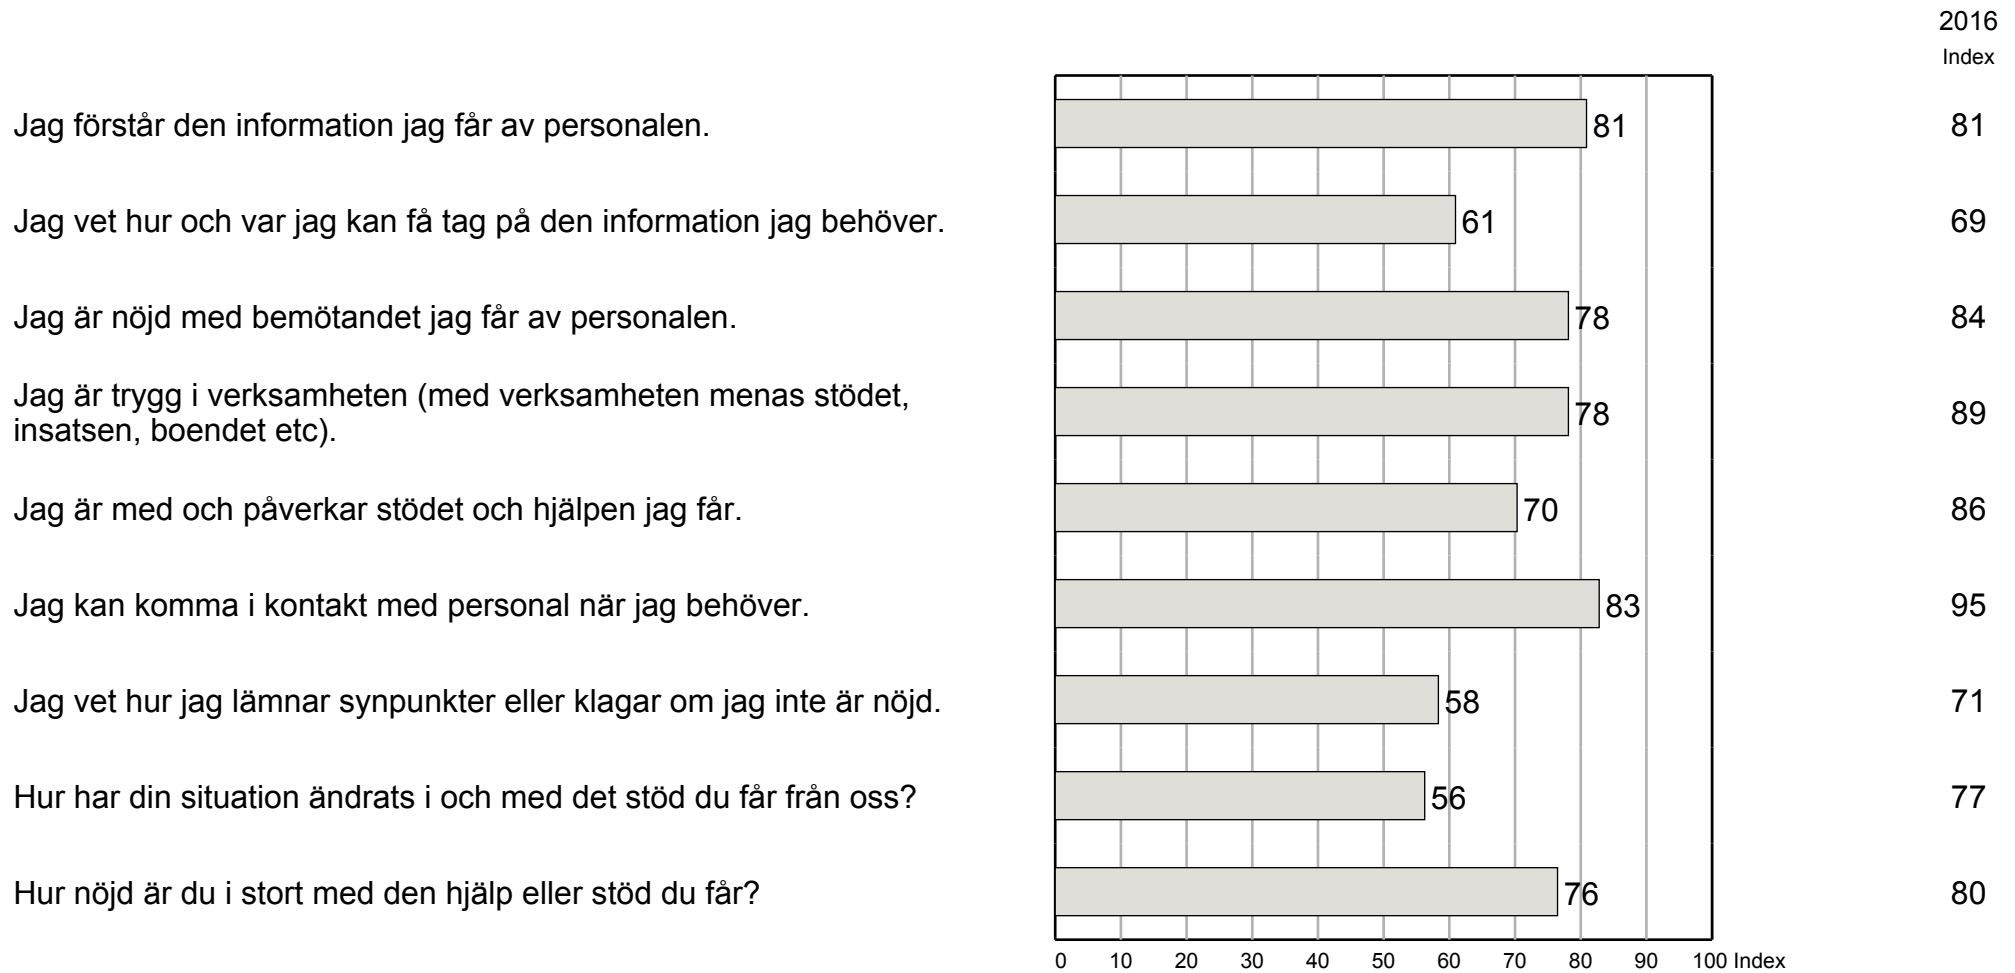 2016
Index
Jag förstår den information jag får av personalen. 81 81
Jag vet hur och var jag kan få tag på den information jag behöver. 61 69
Jag är nöjd med bemötandet jag får av personalen. 78 84
Jag är trygg i verksamheten (med verksamheten menas stödet,
insatsen, boendet etc). 78 89
Jag är med och påverkar stödet och hjälpen jag får. 70 86
Jag kan komma i kontakt med personal när jag behöver. 83 95
Jag vet hur jag lämnar synpunkter eller klagar om jag inte är nöjd. 58 71
Hur har din situation ändrats i och med det stöd du får från oss? 56 77
Hur nöjd är du i stort med den hjälp eller stöd du får? 76 80
0 10 20 30 40 50 60 70 80 90 100 Index